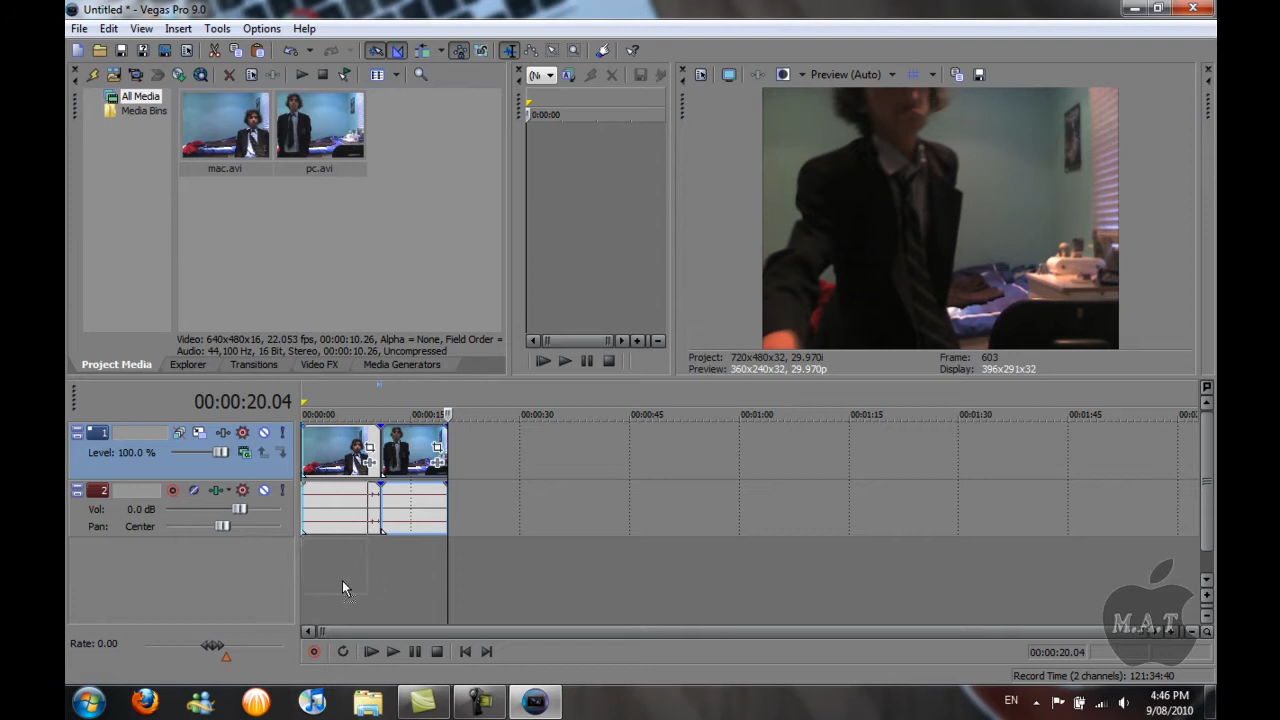 Untitled * - Vegas Pro 9.0
File Edit View Insert Tools Options Help
Preview (Auto)
All Media
Media Bins
mac.avi
pc.avi
0:00:00
Video: 640x480x16, 22.053 fps, 00:00:10.26, Alpha = None, Field Order =
Audio: 44,100 Hz, 16 Bit, Stereo, 00:00:10.26, Uncompressed
Project Media Explorer Transitions Video FX Media Generators
Project: 720x480x32, 29.970i
Frame: 603
Preview: 360x240x32, 29.970p
Display: 396x291x32
00:00:20.04
00:00:00 00:00:15 00:00:30 00:00:45 00:01:00 00:01:15 00:01:30 00:01:45
1
Level: 100.0 %
2
Vol: 0.0 dB
Pan: Center
Rate: 0.00
M.A.T
00:00:20.04
Record Time (2 channels): 121:34:40
EN
4:46 PM
9/08/2010